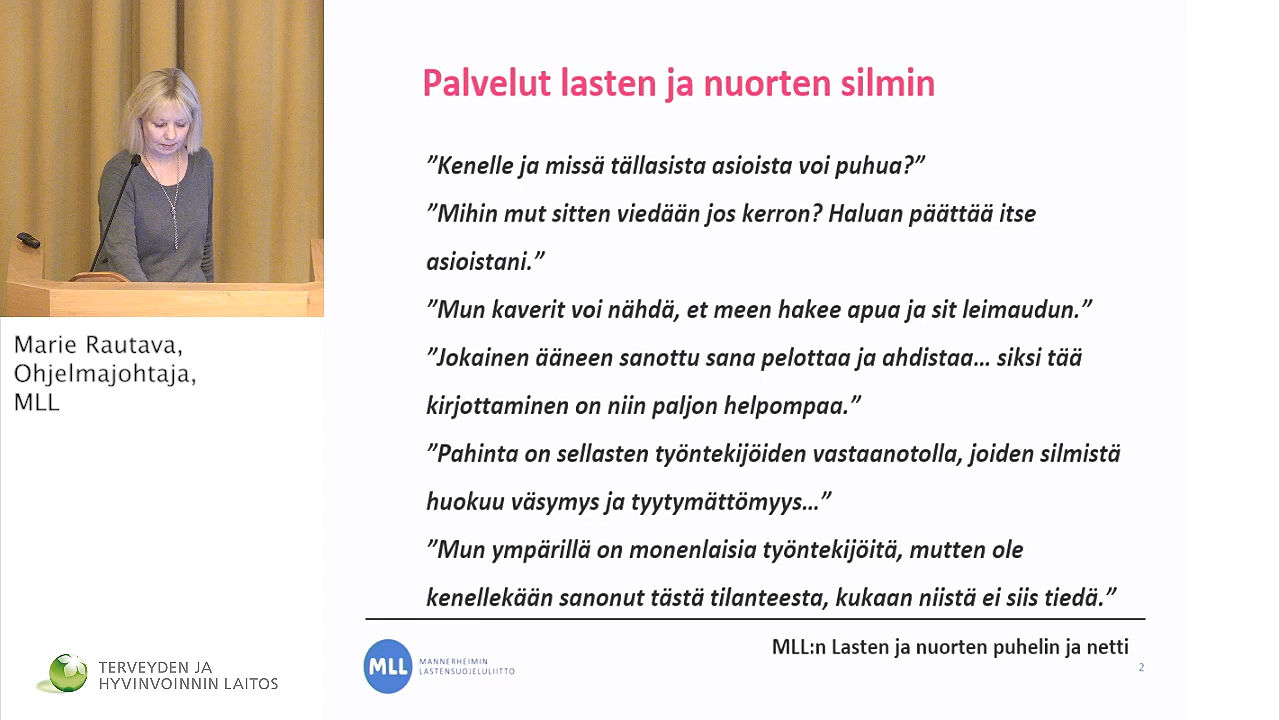 Palvelut lasten ja nuorten silmin
”Kenelle ja missä tällasista asioista voi puhua?”
”Mihin mut sitten viedään jos kerron? Haluan päättää itse
asioistani.”
”Mun kaverit voi nähdä, et meen hakee apua ja sit leimaudun.”
”Jokainen ääneen sanottu sana pelottaa ja ahdistaa… siksi tää
kirjottaminen on niin paljon helpompaa.”
”Pahinta on sellasten työntekijöiden vastaanotolla, joiden silmistä
huokuu väsymys ja tyytymättömyys…”
”Mun ympärillä on monenlaisia työntekijöitä, mutten ole
kenellekään sanonut tästä tilanteesta, kukaan niistä ei siis tiedä.”
MLL:n Lasten ja nuorten puhelin ja netti
2
MLL
MANNERHEIMIN
LASTENSUOJELULIITTO
Marie Rautava,
Ohjelmajohtaja,
MLL
TERVEYDEN JA
HYVINVOINNIN LAITOS